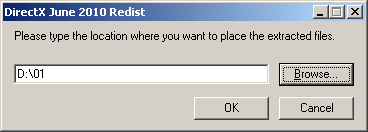 DirectX June 2010 Redist
Please type the location where you want to place the extracted files.
D:\01
Browse...
OK
Cancel